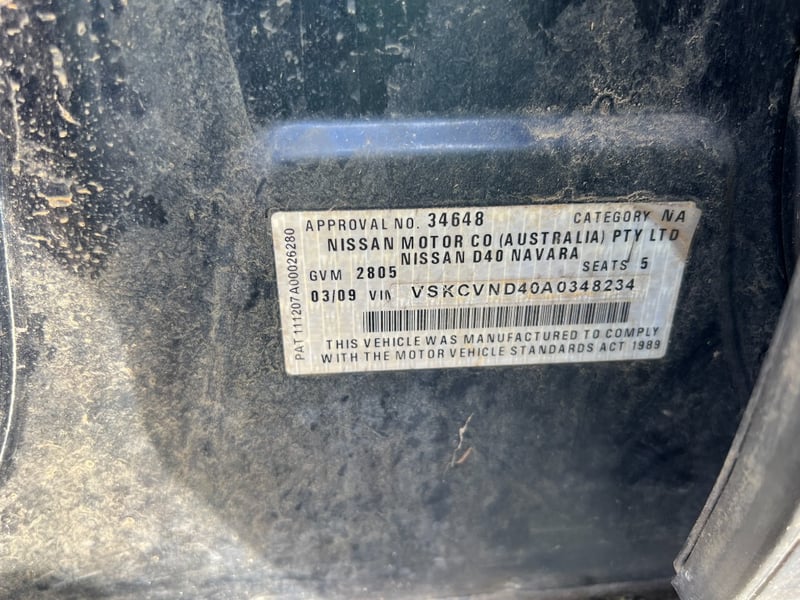 APPROVAL NO. 34648 CATEGORY NA
NISSAN MOTOR CO (AUSTRALIA) PTY LTD
NISSAN D40 NAVARA
GVM 2805 SEATS 5
03/09 VIN VSKCVND40A0348234
THIS VEHICLE WAS MANUFACTURED TO COMPLY
WITH THE MOTOR VEHICLE STANDARDS ACT 1989
PAT 111207A00026280